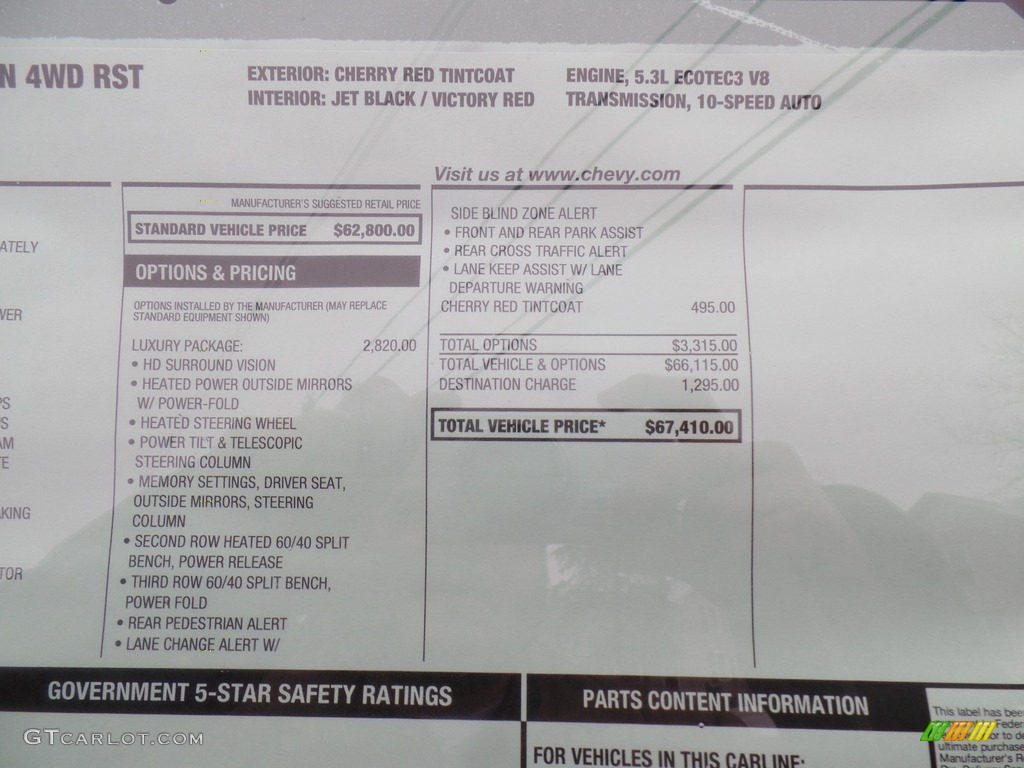 N 4WD RST
EXTERIOR: CHERRY RED TINTCOAT
INTERIOR: JET BLACK / VICTORY RED
ENGINE, 5.3L ECOTEC3 V8
TRANSMISSION, 10-SPEED AUTO
Visit us at www.chevy.com
ATELY
VER
PS
S
AM
TE
AKING
TOR
MANUFACTURER'S SUGGESTED RETAIL PRICE
STANDARD VEHICLE PRICE $62,800.00
OPTIONS & PRICING
OPTIONS INSTALLED BY THE MANUFACTURER (MAY REPLACE
STANDARD EQUIPMENT SHOWN)
LUXURY PACKAGE: 2,820.00
• HD SURROUND VISION
• HEATED POWER OUTSIDE MIRRORS
W/ POWER-FOLD
• HEATED STEERING WHEEL
• POWER TILT & TELESCOPIC
STEERING COLUMN
• MEMORY SETTINGS, DRIVER SEAT,
OUTSIDE MIRRORS, STEERING
COLUMN
• SECOND ROW HEATED 60/40 SPLIT
BENCH, POWER RELEASE
• THIRD ROW 60/40 SPLIT BENCH,
POWER FOLD
• REAR PEDESTRIAN ALERT
• LANE CHANGE ALERT W/
SIDE BLIND ZONE ALERT
• FRONT AND REAR PARK ASSIST
• REAR CROSS TRAFFIC ALERT
• LANE KEEP ASSIST W/ LANE
DEPARTURE WARNING
CHERRY RED TINTCOAT 495.00
TOTAL OPTIONS $3,315.00
TOTAL VEHICLE & OPTIONS $66,115.00
DESTINATION CHARGE 1,295.00
TOTAL VEHICLE PRICE* $67,410.00
GOVERNMENT 5-STAR SAFETY RATINGS
PARTS CONTENT INFORMATION
FOR VEHICLES IN THIS CARLINE:
This label has been
Feder
or to de
ultimate purchase
Manufacturer's R
GTCARLOT.COM